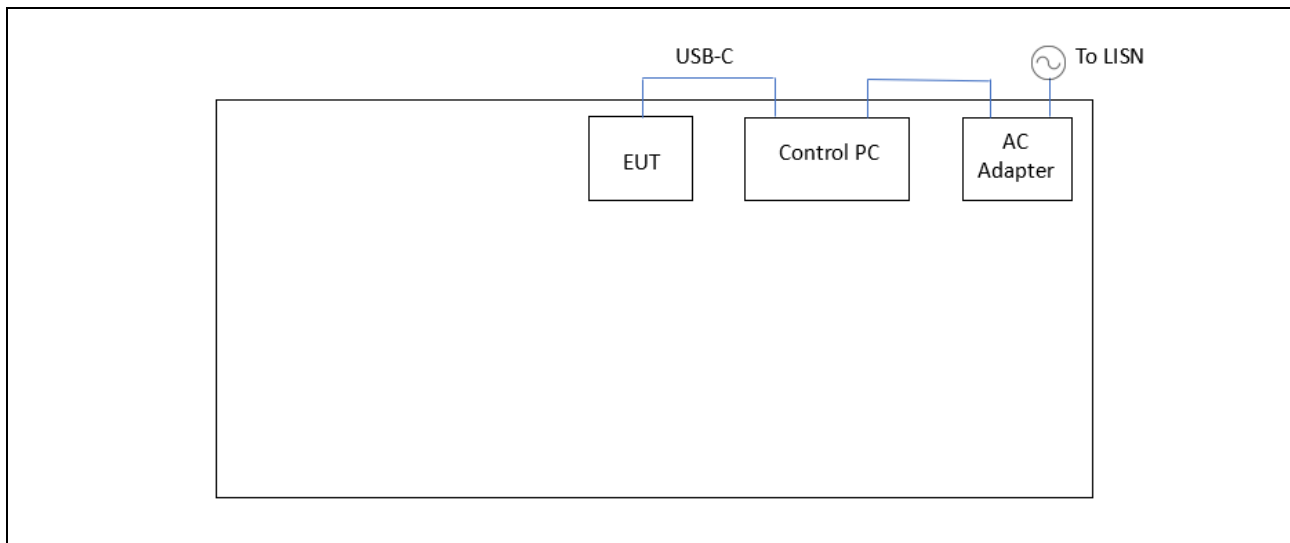 USB-C
To LISN
EUT
Control PC
AC
Adapter